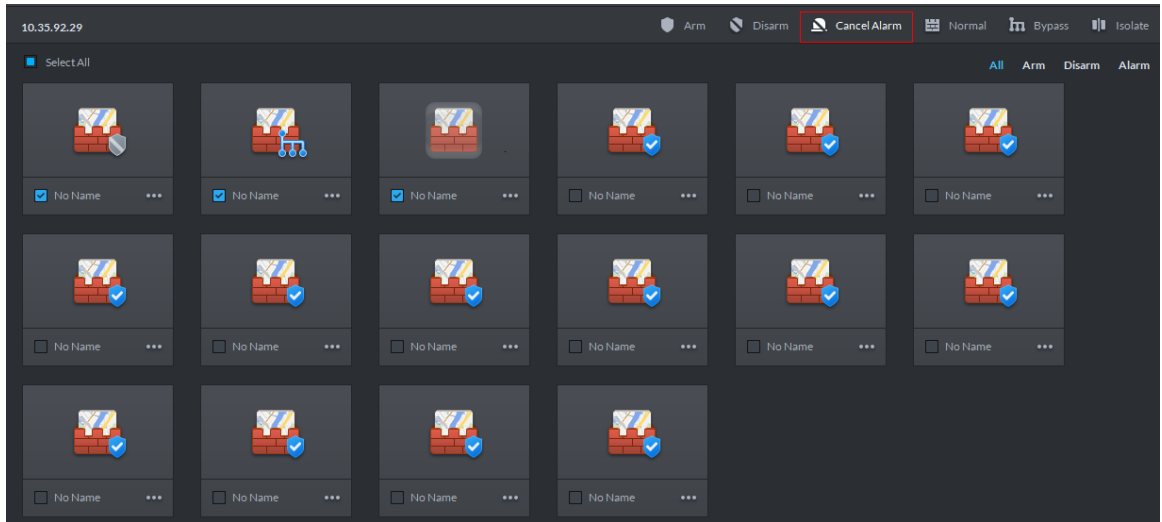 10.35.92.29 Arm Disarm Cancel Alarm Normal Bypass Isolate
Select All All Arm Disarm Alarm
No Name No Name No Name No Name No Name No Name
No Name No Name No Name No Name No Name No Name
No Name No Name No Name No Name